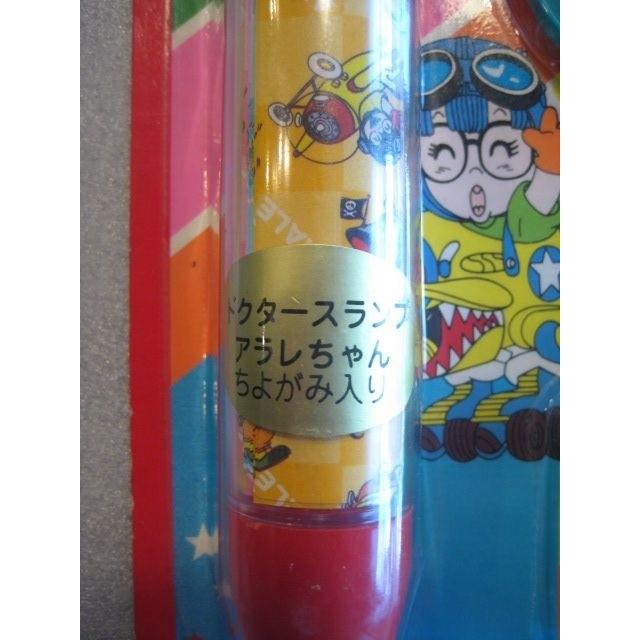 ドクタースランプ
アラレちゃん
ちよがみ入り